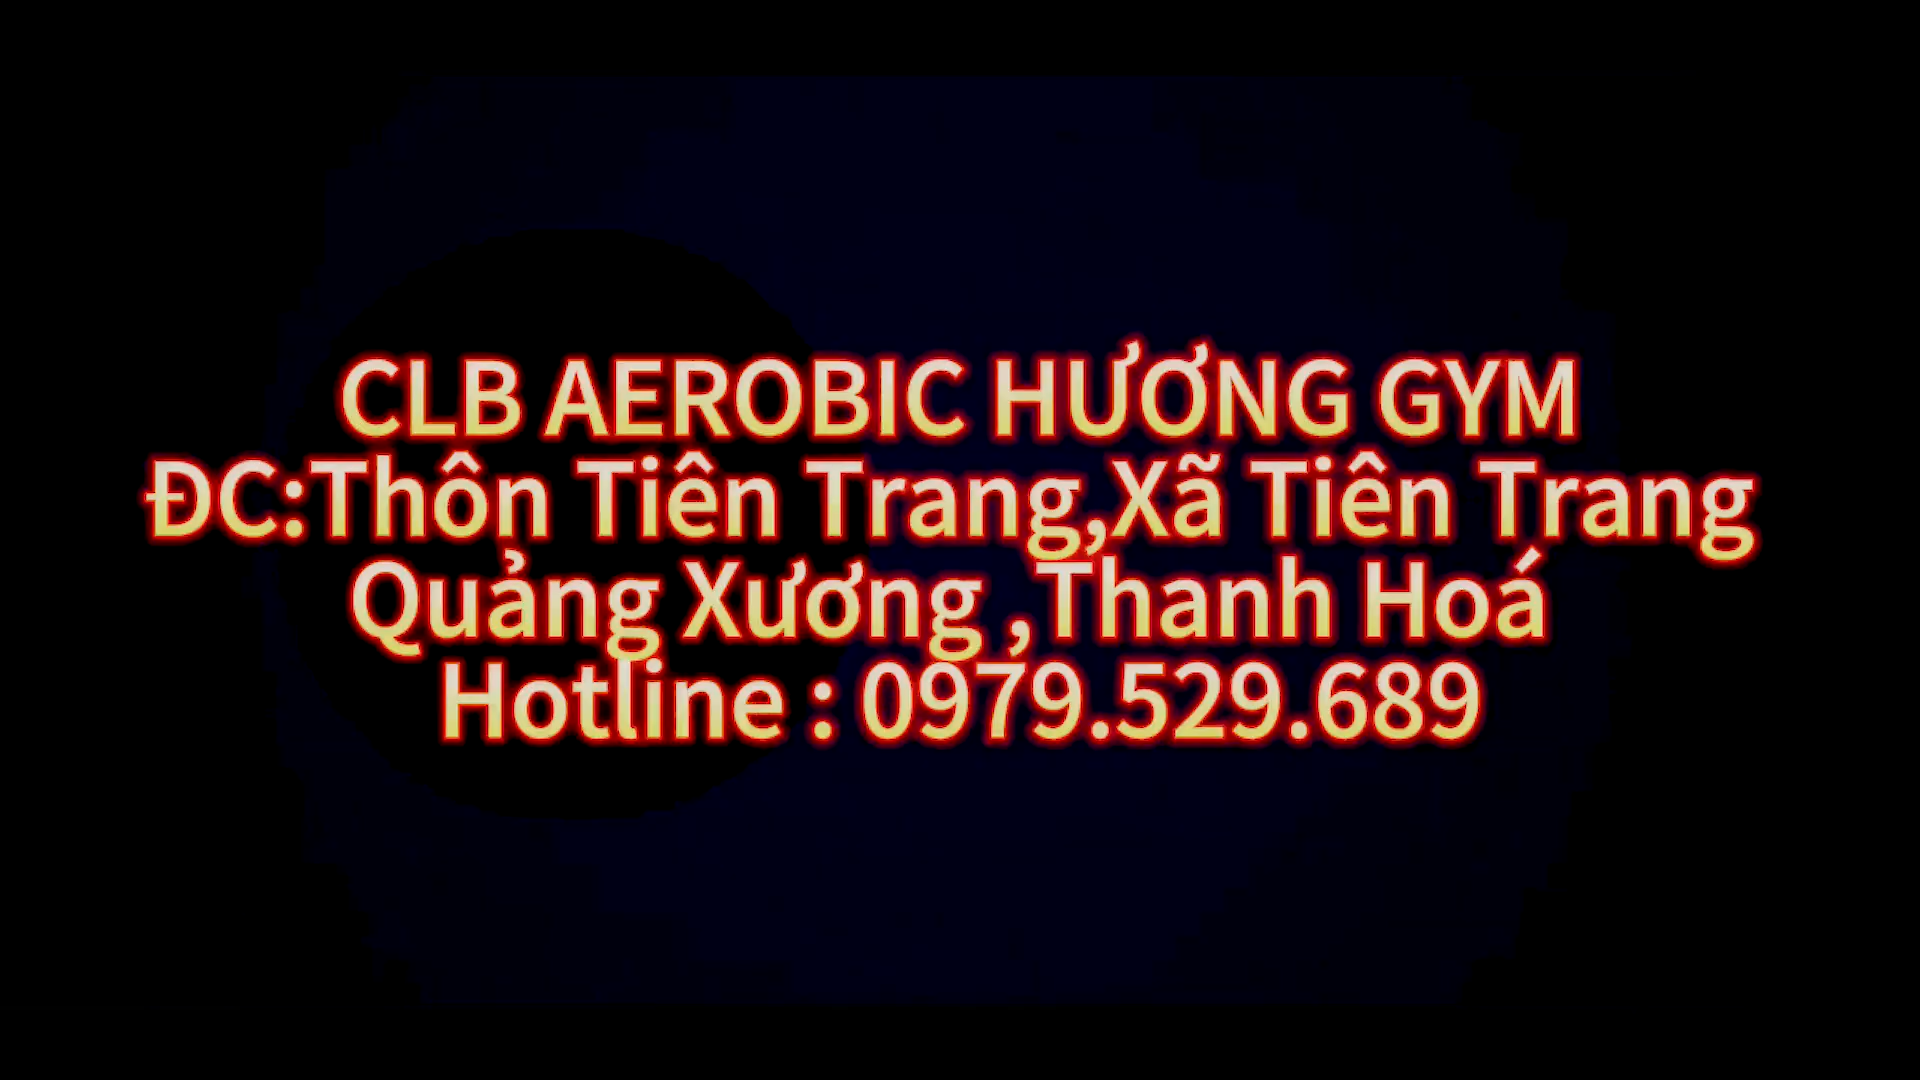 CLB AEROBIC HƯƠNG GYM
ĐC:Thôn Tiên Trang,Xã Tiên Trang
Quảng Xương ,Thanh Hoá
Hotline : 0979.529.689